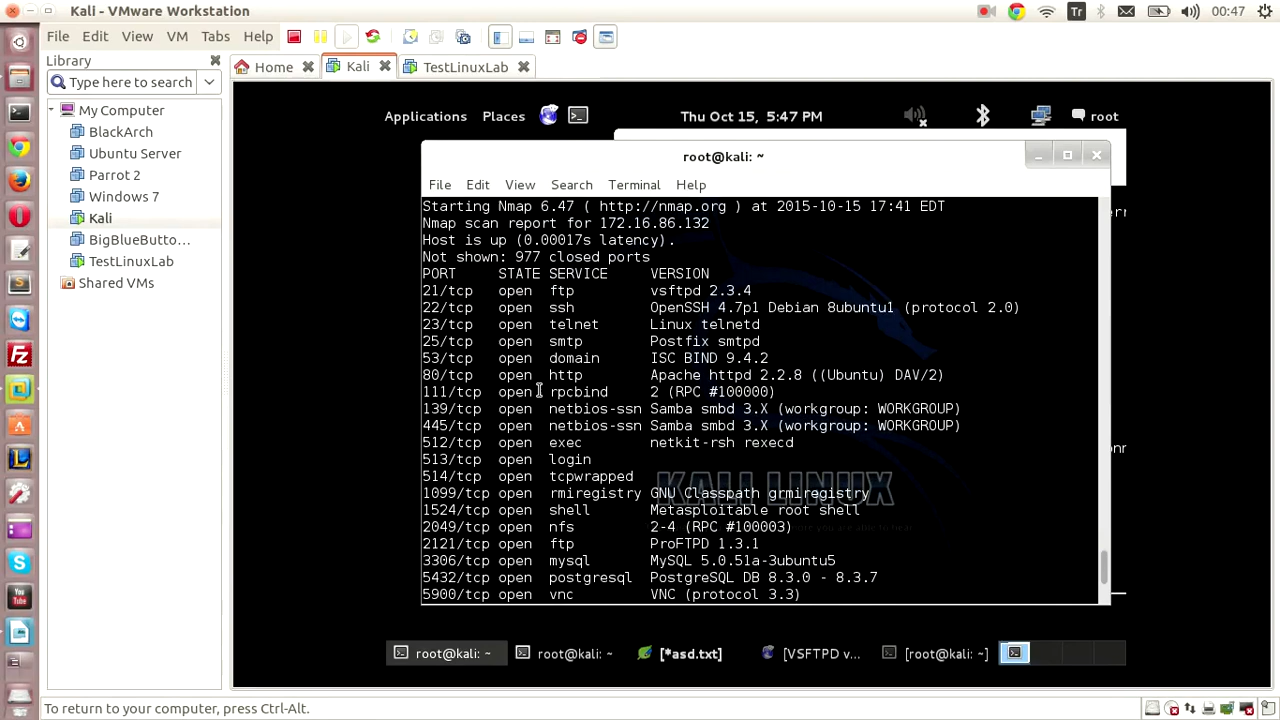 Kali - VMware Workstation
Tr
00:47
File Edit View VM Tabs Help
Library
Type here to search
Home
Kali
TestLinuxLab
My Computer
BlackArch
Ubuntu Server
Parrot 2
Windows 7
Kali
BigBlueButto...
TestLinuxLab
Shared VMs
Applications Places
Thu Oct 15, 5:47 PM
root
root@kali: ~
File Edit View Search Terminal Help
Starting Nmap 6.47 ( http://nmap.org ) at 2015-10-15 17:41 EDT
Nmap scan report for 172.16.86.132
Host is up (0.00017s latency).
Not shown: 977 closed ports
PORT STATE SERVICE VERSION
21/tcp open ftp vsftpd 2.3.4
22/tcp open ssh OpenSSH 4.7p1 Debian 8ubuntu1 (protocol 2.0)
23/tcp open telnet Linux telnetd
25/tcp open smtp Postfix smtpd
53/tcp open domain ISC BIND 9.4.2
80/tcp open http Apache httpd 2.2.8 ((Ubuntu) DAV/2)
111/tcp open rpcbind 2 (RPC #100000)
139/tcp open netbios-ssn Samba smbd 3.X (workgroup: WORKGROUP)
445/tcp open netbios-ssn Samba smbd 3.X (workgroup: WORKGROUP)
512/tcp open exec netkit-rsh rexecd
513/tcp open login
514/tcp open tcpwrapped
KALI LINUX
1099/tcp open rmiregistry GNU Classpath grmiregistry
1524/tcp open shell Metasploitable root shell
2049/tcp open nfs 2-4 (RPC #100003)
2121/tcp open ftp ProFTPD 1.3.1
3306/tcp open mysql MySQL 5.0.51a-3ubuntu5
5432/tcp open postgresql PostgreSQL DB 8.3.0 - 8.3.7
5900/tcp open vnc VNC (protocol 3.3)
root@kali: ~
root@kali: ~
[*asd.txt]
[VSFTPD v...
[root@kali: ~]
You Tube
To return to your computer, press Ctrl-Alt.